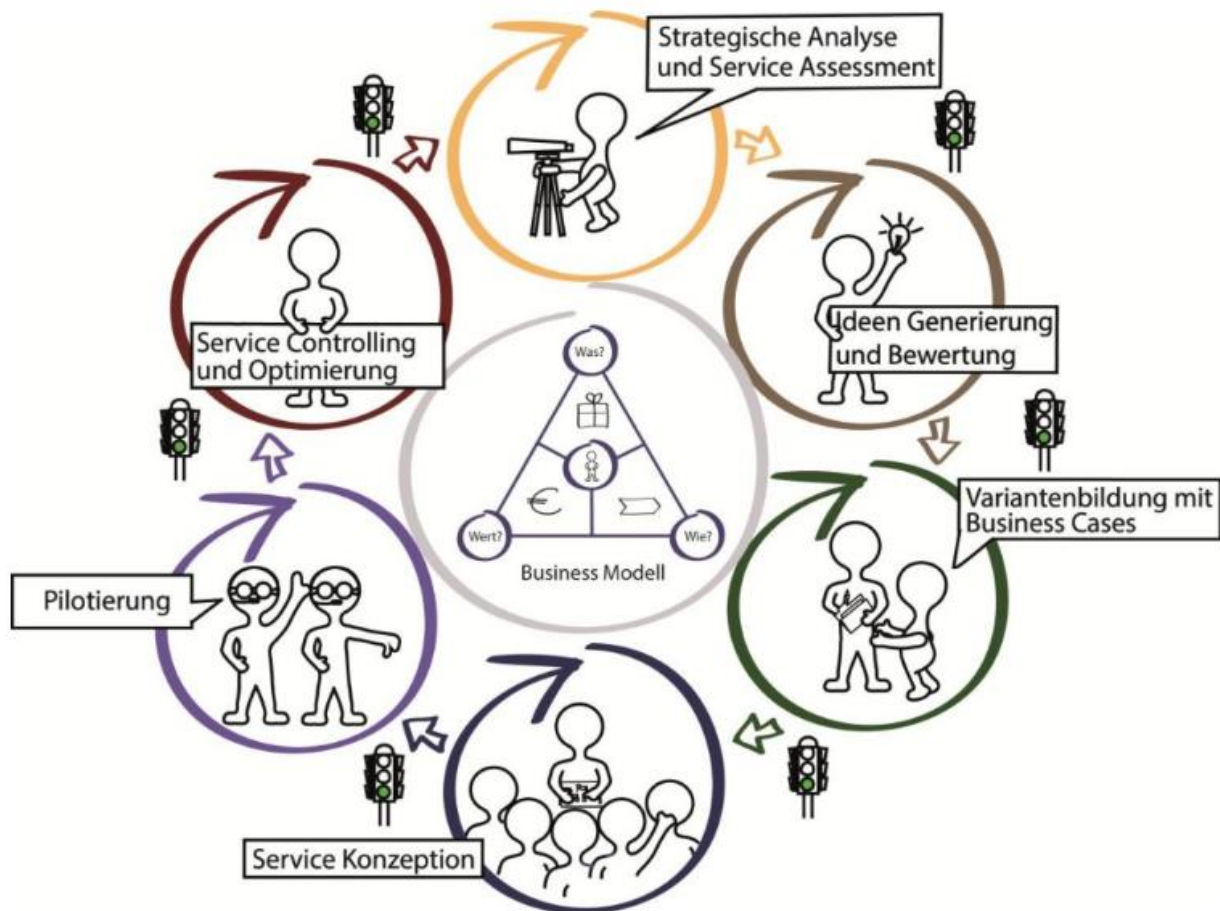 Strategische Analyse
und Service Assessment
Ideen Generierung
und Bewertung
Variantenbildung mit
Business Cases
Service Konzeption
Pilotierung
Service Controlling
und Optimierung
Was?
Wert?
Wie?
Business Modell